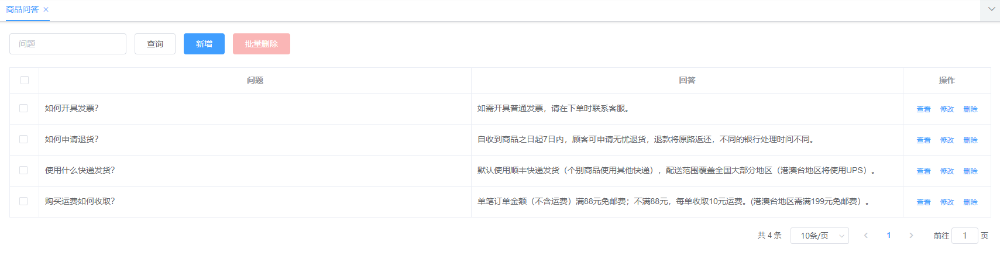 商品问答
问题 查询 新增 批量删除
问题 回答 操作
如何开具发票？ 如需开具普通发票，请在下单时联系客服。 查看 修改 删除
如何申请退货？ 自收到商品之日起7日内，顾客可申请无忧退货，退款将原路返还，不同的银行处理时间不同。 查看 修改 删除
使用什么快递发货？ 默认使用顺丰快递发货（个别商品使用其他快递），配送范围覆盖全国大部分地区（港澳台地区将使用UPS）。 查看 修改 删除
购买运费如何收取？ 单笔订单金额（不含运费）满88元免邮费；不满88元，每单收取10元运费。(港澳台地区需满199元免邮费）。 查看 修改 删除
共 4 条 10条/页 1 前往 1 页